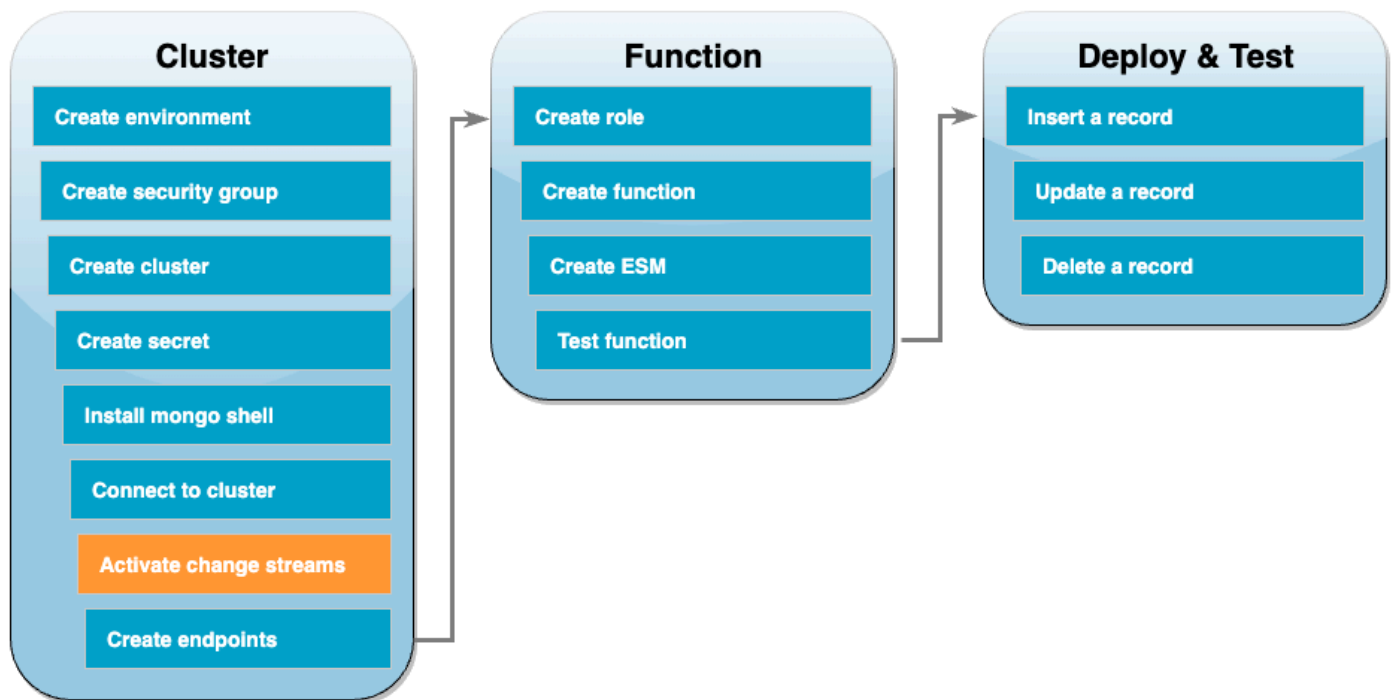 Cluster
Create environment
Create security group
Create cluster
Create secret
Install mongo shell
Connect to cluster
Activate change streams
Create endpoints
Function
Create role
Create function
Create ESM
Test function
Deploy & Test
Insert a record
Update a record
Delete a record